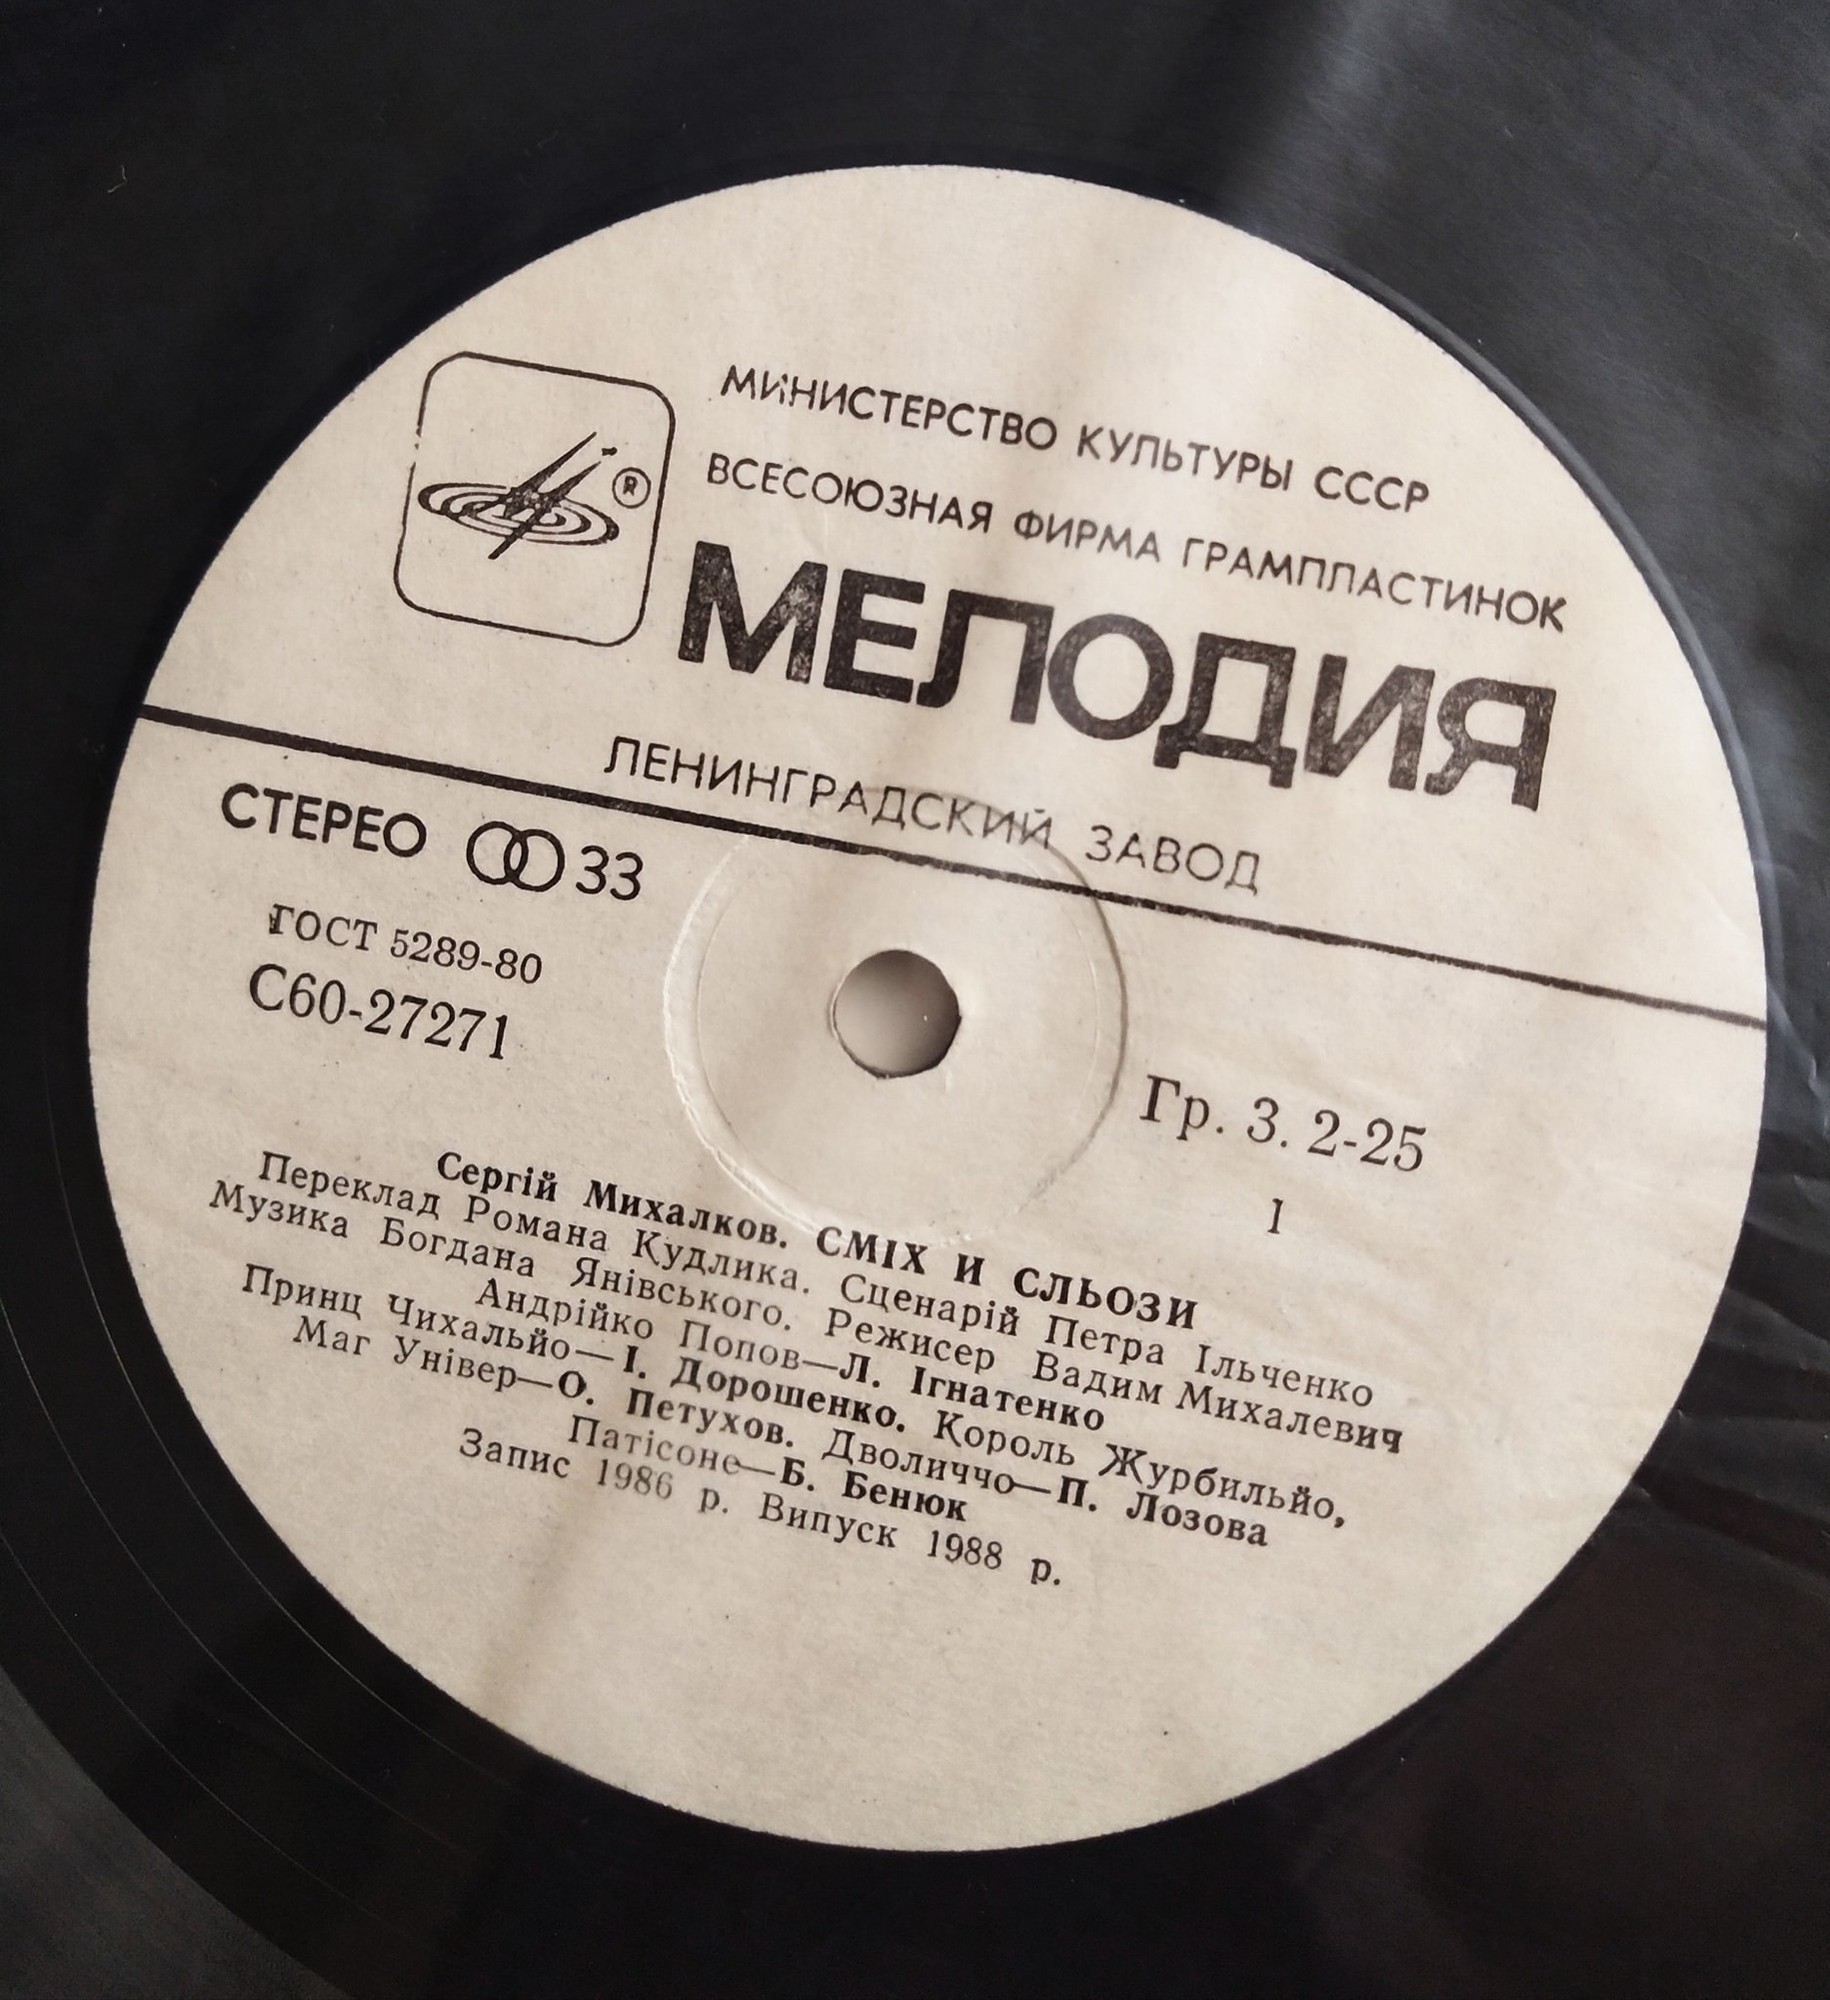 МИНИСТЕРСТВО КУЛЬТУРЫ СССР
ВСЕСОЮЗНАЯ ФИРМА ГРАМПЛАСТИНОК
®
МЕЛОДИЯ
ЛЕНИНГРАДСКИЙ ЗАВОД
СТЕРЕО 33
ГОСТ 5289-80
С60-27271
Гр. 3. 2-25
1
Сергій Михалков. СМІХ И СЛЬОЗИ
Переклад Романа Кудлика. Сценарій Петра Ільченко
Музика Богдана Янівського. Режисер Вадим Михалевич
Андрійко Попов—Л. Ігнатенко
Принц Чихальйо—І. Дорошенко. Король Журбильйо,
Маг Універ—О. Петухов. Дволиччо—П. Лозова
Патісоне—Б. Бенюк
Запис 1986 р. Випуск 1988 р.